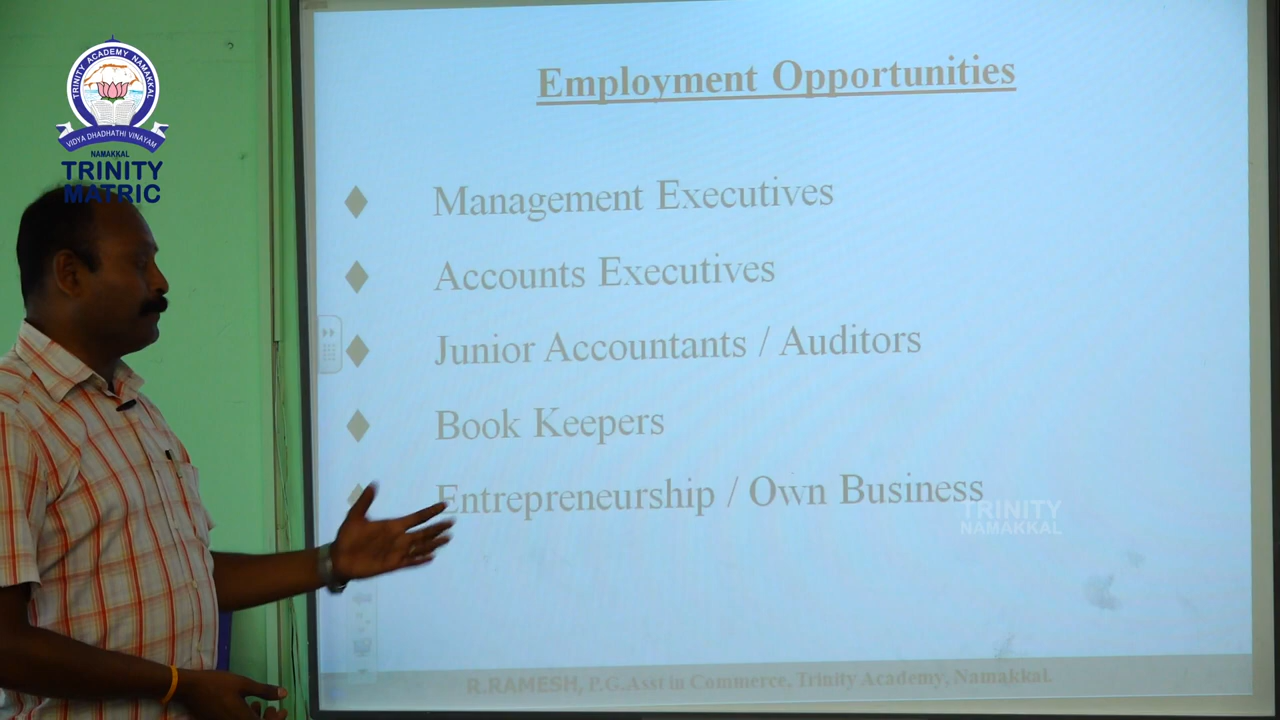 TRINITY ACADEMY NAMAKKAL
VIDYA DHADHATHI VINAYAM
NAMAKKAL
TRINITY
MATRIC
Employment Opportunities
Management Executives
Accounts Executives
Junior Accountants / Auditors
Book Keepers
Entrepreneurship / Own Business
TRINITY
NAMAKKAL
R.RAMESH, P.G.Asst in Commerce, Trinity Academy, Namakkal.